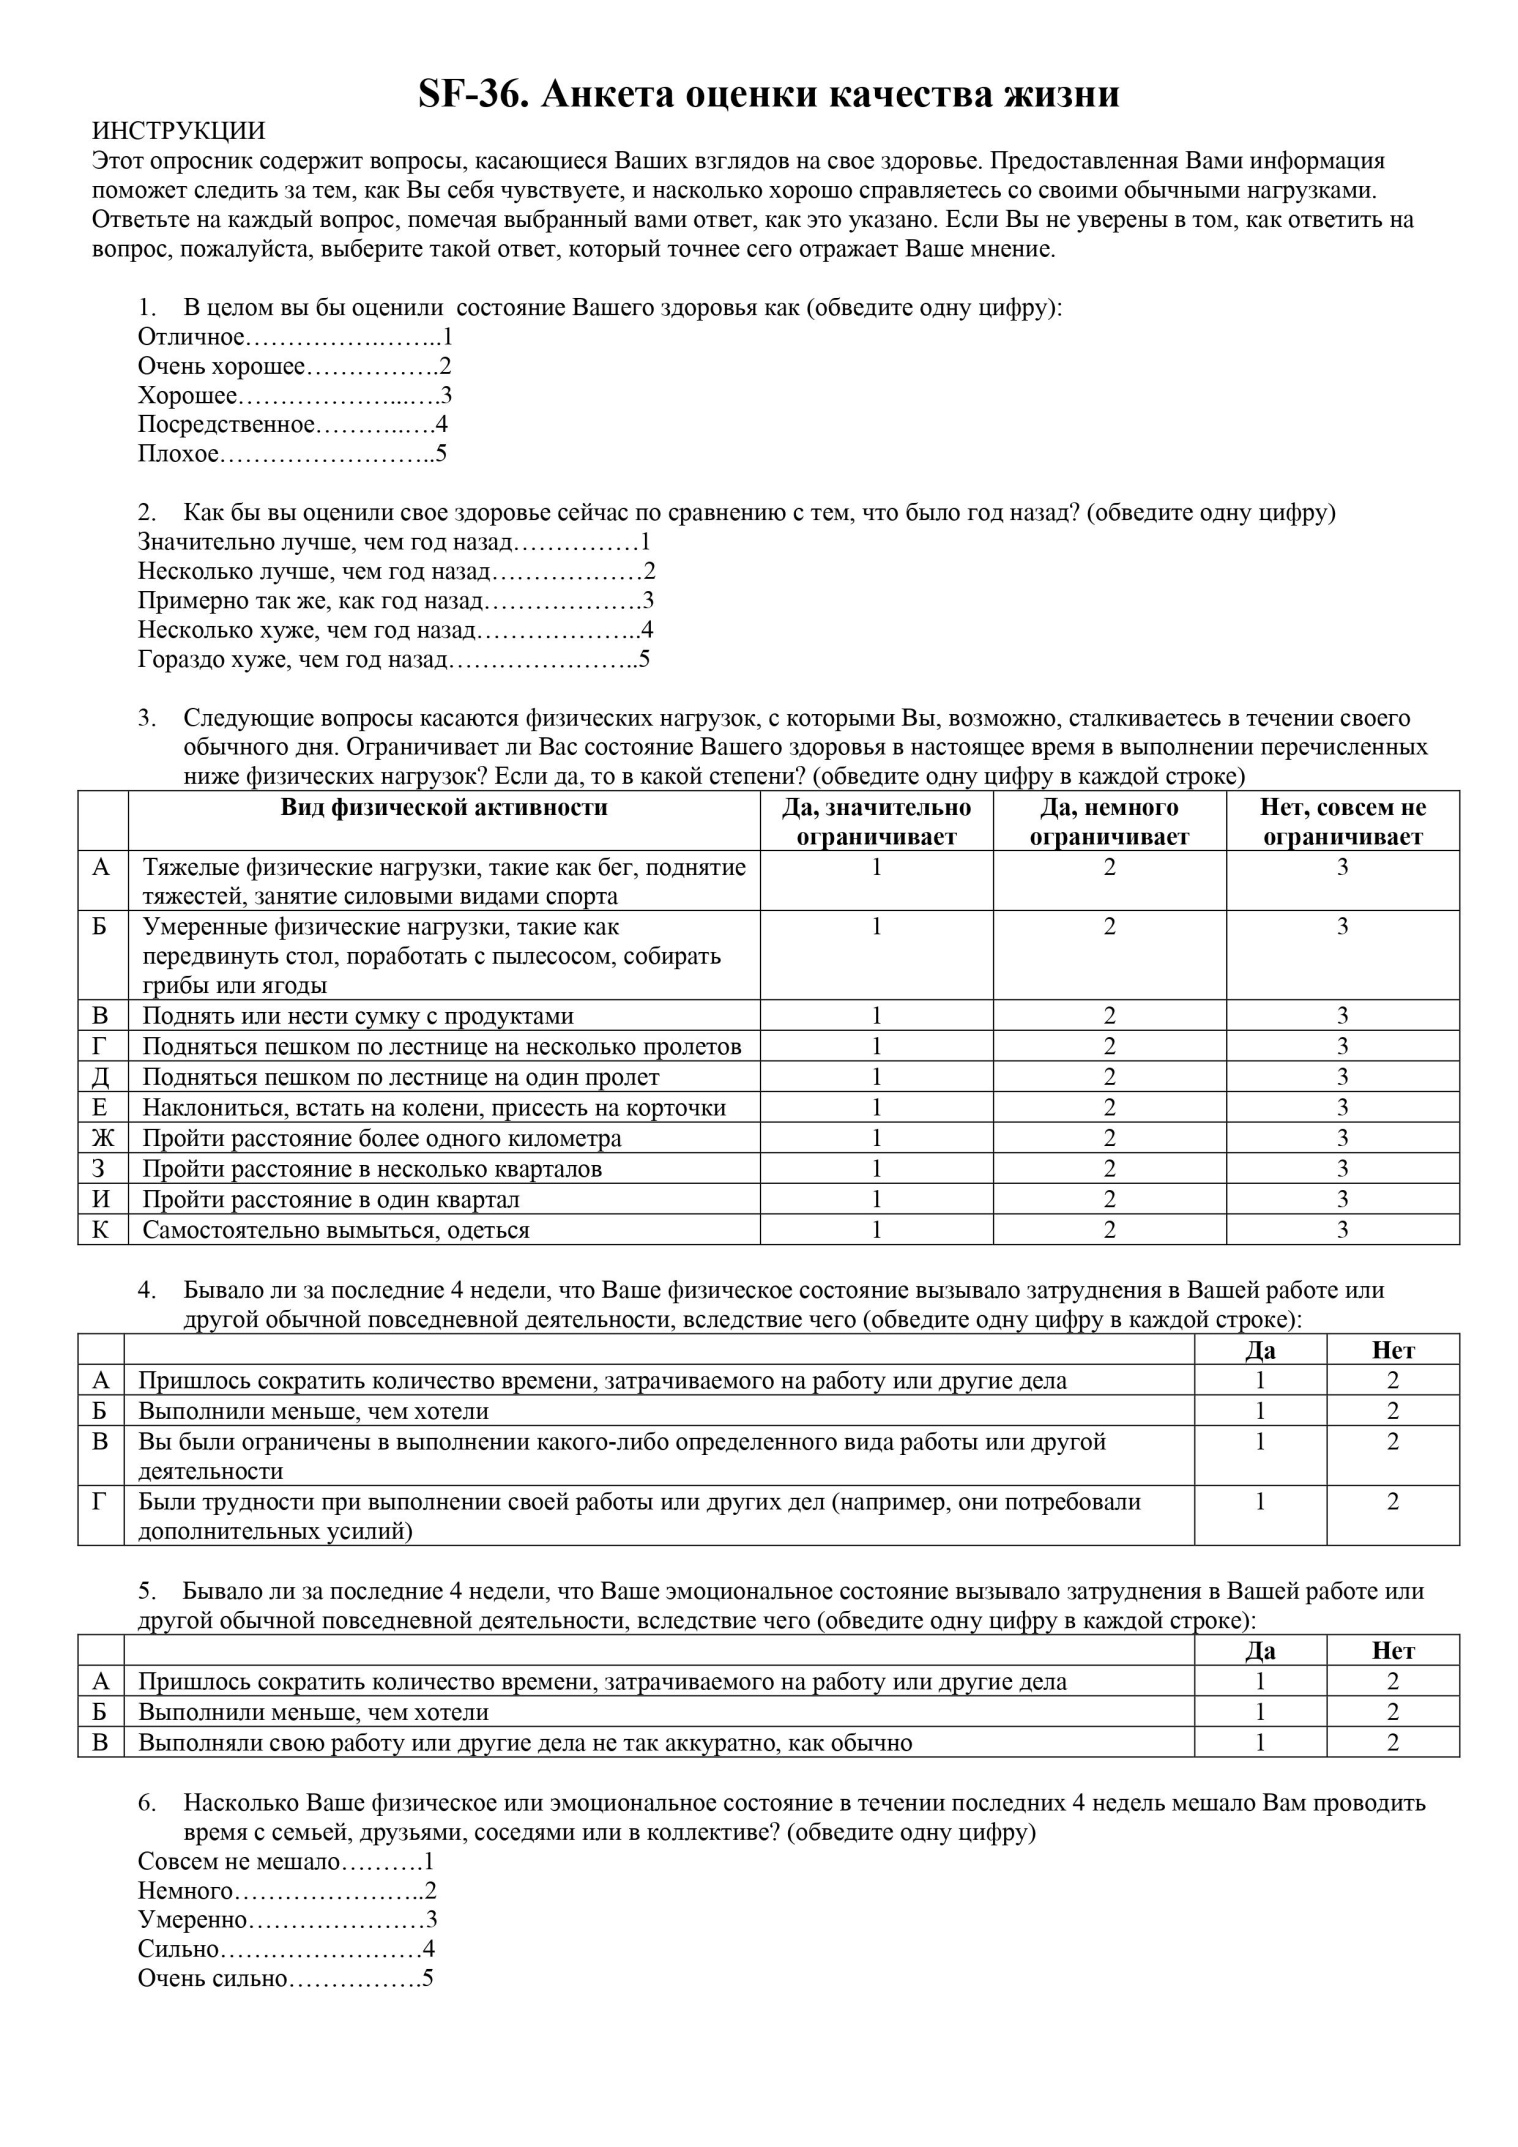 SF-36. Анкета оценки качества жизни
ИНСТРУКЦИИ
Этот опросник содержит вопросы, касающиеся Ваших взглядов на свое здоровье. Предоставленная Вами информация
поможет следить за тем, как Вы себя чувствуете, и насколько хорошо справляетесь со своими обычными нагрузками.
Ответьте на каждый вопрос, помечая выбранный вами ответ, как это указано. Если Вы не уверены в том, как ответить на
вопрос, пожалуйста, выберите такой ответ, который точнее сего отражает Ваше мнение.
1. В целом вы бы оценили состояние Вашего здоровья как (обведите одну цифру):
Отличное…………….……..1
Очень хорошее…………….2
Хорошее………………...….3
Посредственное………..….4
Плохое……………………..5
2. Как бы вы оценили свое здоровье сейчас по сравнению с тем, что было год назад? (обведите одну цифру)
Значительно лучше, чем год назад……………1
Несколько лучше, чем год назад………………2
Примерно так же, как год назад……………….3
Несколько хуже, чем год назад………………..4
Гораздо хуже, чем год назад…………………..5
3. Следующие вопросы касаются физических нагрузок, с которыми Вы, возможно, сталкиваетесь в течении своего
обычного дня. Ограничивает ли Вас состояние Вашего здоровья в настоящее время в выполнении перечисленных
ниже физических нагрузок? Если да, то в какой степени? (обведите одну цифру в каждой строке)
Вид физической активности Да, значительно Да, немного Нет, совсем не
ограничивает ограничивает ограничивает
А Тяжелые физические нагрузки, такие как бег, поднятие 1 2 3
тяжестей, занятие силовыми видами спорта
Б Умеренные физические нагрузки, такие как 1 2 3
передвинуть стол, поработать с пылесосом, собирать
грибы или ягоды
В Поднять или нести сумку с продуктами 1 2 3
Г Подняться пешком по лестнице на несколько пролетов 1 2 3
Д Подняться пешком по лестнице на один пролет 1 2 3
Е Наклониться, встать на колени, присесть на корточки 1 2 3
Ж Пройти расстояние более одного километра 1 2 3
З Пройти расстояние в несколько кварталов 1 2 3
И Пройти расстояние в один квартал 1 2 3
К Самостоятельно вымыться, одеться 1 2 3
4. Бывало ли за последние 4 недели, что Ваше физическое состояние вызывало затруднения в Вашей работе или
другой обычной повседневной деятельности, вследствие чего (обведите одну цифру в каждой строке):
Да Нет
А Пришлось сократить количество времени, затрачиваемого на работу или другие дела 1 2
Б Выполнили меньше, чем хотели 1 2
В Вы были ограничены в выполнении какого-либо определенного вида работы или другой 1 2
деятельности
Г Были трудности при выполнении своей работы или других дел (например, они потребовали 1 2
дополнительных усилий)
5. Бывало ли за последние 4 недели, что Ваше эмоциональное состояние вызывало затруднения в Вашей работе или
другой обычной повседневной деятельности, вследствие чего (обведите одну цифру в каждой строке):
Да Нет
А Пришлось сократить количество времени, затрачиваемого на работу или другие дела 1 2
Б Выполнили меньше, чем хотели 1 2
В Выполняли свою работу или другие дела не так аккуратно, как обычно 1 2
6. Насколько Ваше физическое или эмоциональное состояние в течении последних 4 недель мешало Вам проводить
время с семьей, друзьями, соседями или в коллективе? (обведите одну цифру)
Совсем не мешало……….1
Немного…………………..2
Умеренно…………………3
Сильно……………………4
Очень сильно…………….5